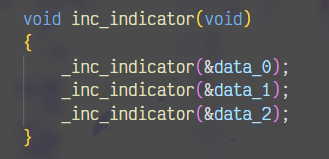 void inc_indicator(void)
{
    _inc_indicator(&data_0);
    _inc_indicator(&data_1);
    _inc_indicator(&data_2);
}